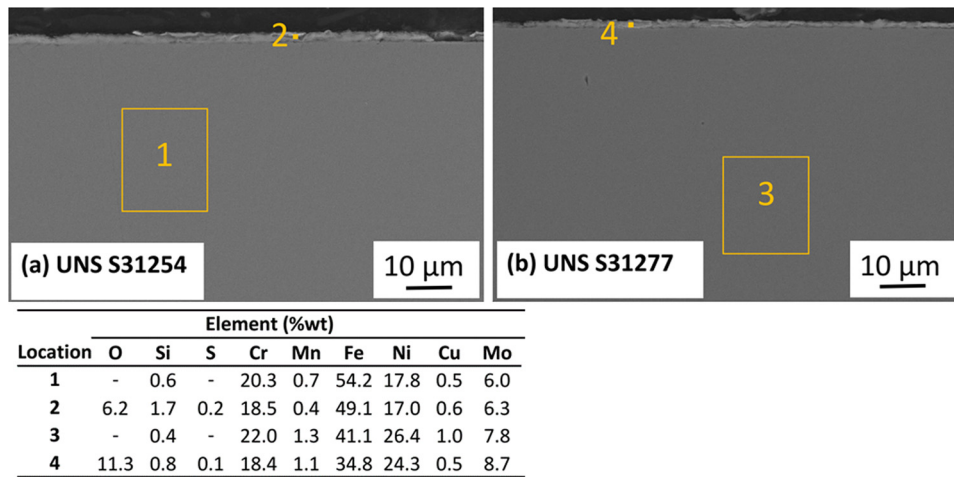 2
4
1
3
(a) UNS S31254
10 µm
(b) UNS S31277
10 µm
Element (%wt)
Location O Si S Cr Mn Fe Ni Cu Mo
1 - 0.6 - 20.3 0.7 54.2 17.8 0.5 6.0
2 6.2 1.7 0.2 18.5 0.4 49.1 17.0 0.6 6.3
3 - 0.4 - 22.0 1.3 41.1 26.4 1.0 7.8
4 11.3 0.8 0.1 18.4 1.1 34.8 24.3 0.5 8.7